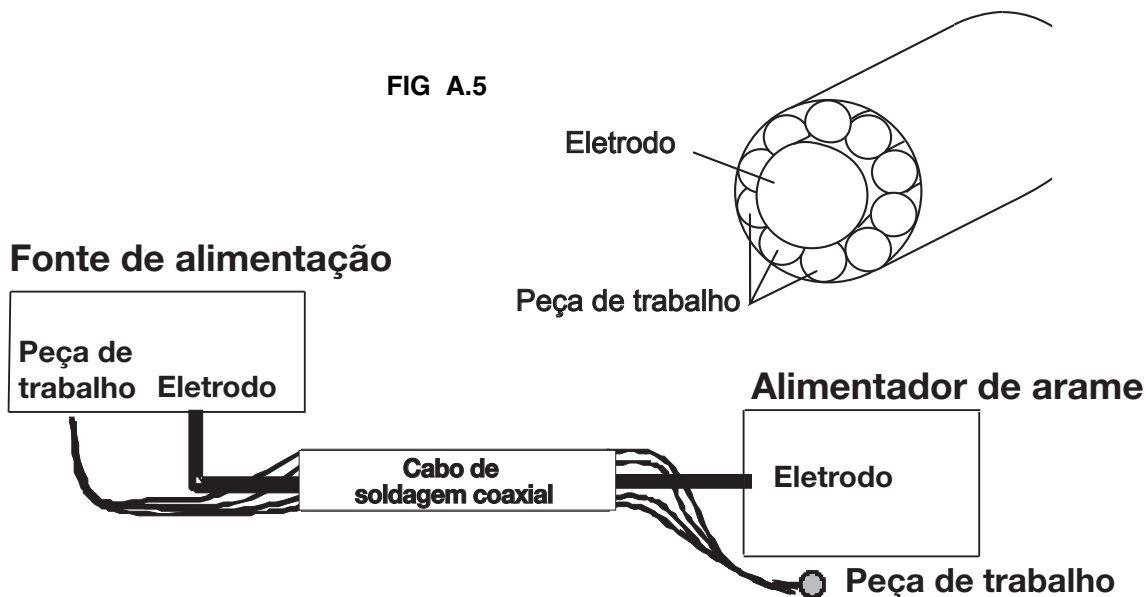 FIG A.5
Eletrodo
Peça de trabalho
Fonte de alimentação
Peça de
trabalho Eletrodo
Cabo de
soldagem coaxial
Alimentador de arame
Eletrodo
Peça de trabalho